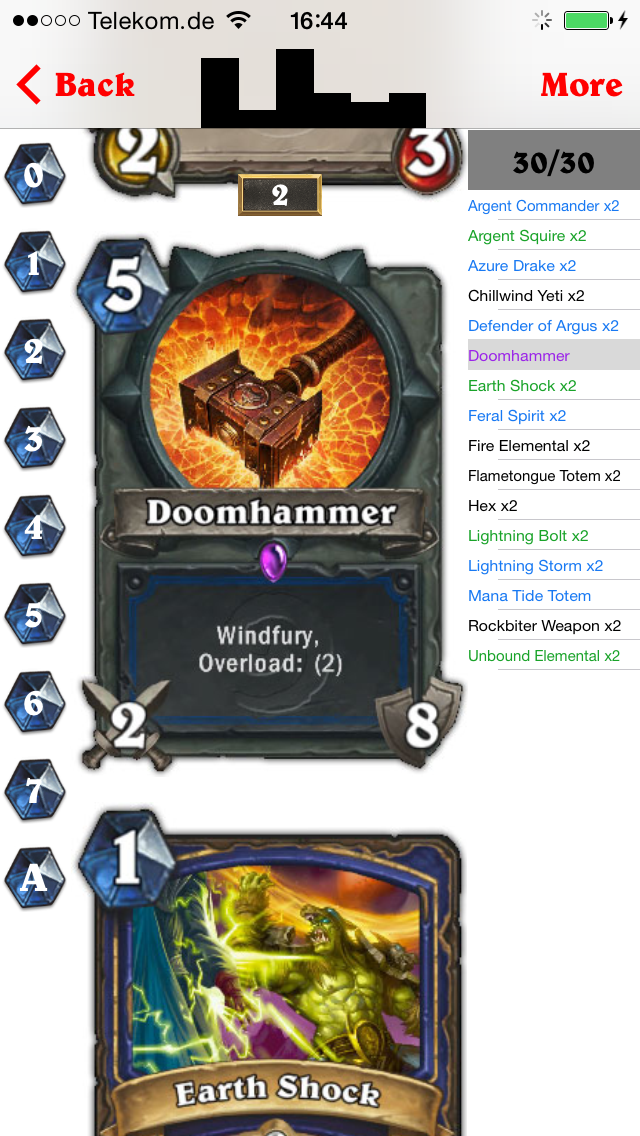 Telekom.de 16:44
Back More
0
1
2
3
4
5
6
7
A
2 3
2
5
Doomhammer
Windfury,
Overload: (2)
2 8
1
Earth Shock
30/30
Argent Commander x2
Argent Squire x2
Azure Drake x2
Chillwind Yeti x2
Defender of Argus x2
Doomhammer
Earth Shock x2
Feral Spirit x2
Fire Elemental x2
Flametongue Totem x2
Hex x2
Lightning Bolt x2
Lightning Storm x2
Mana Tide Totem
Rockbiter Weapon x2
Unbound Elemental x2